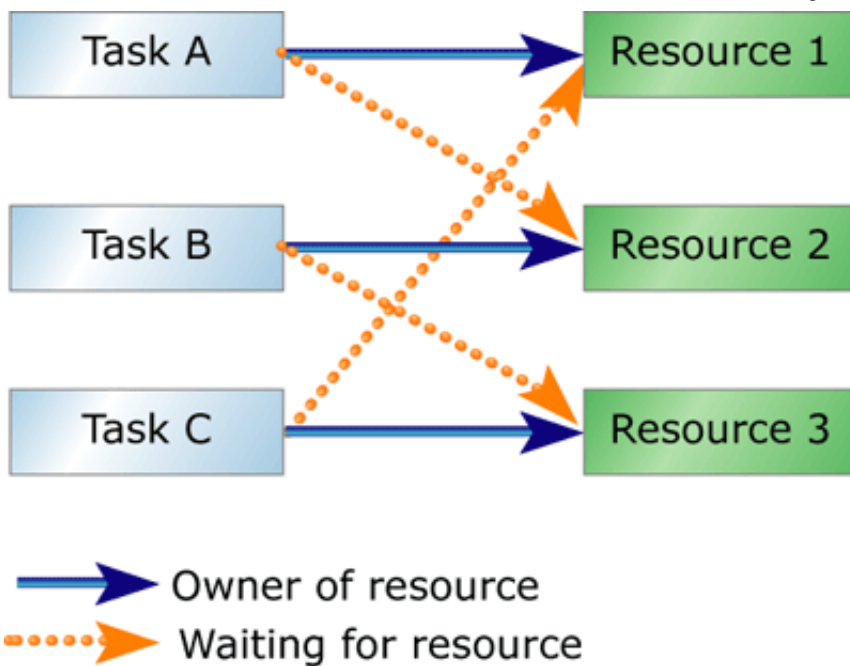 Task A
Resource 1
Task B
Resource 2
Task C
Resource 3
Owner of resource
Waiting for resource